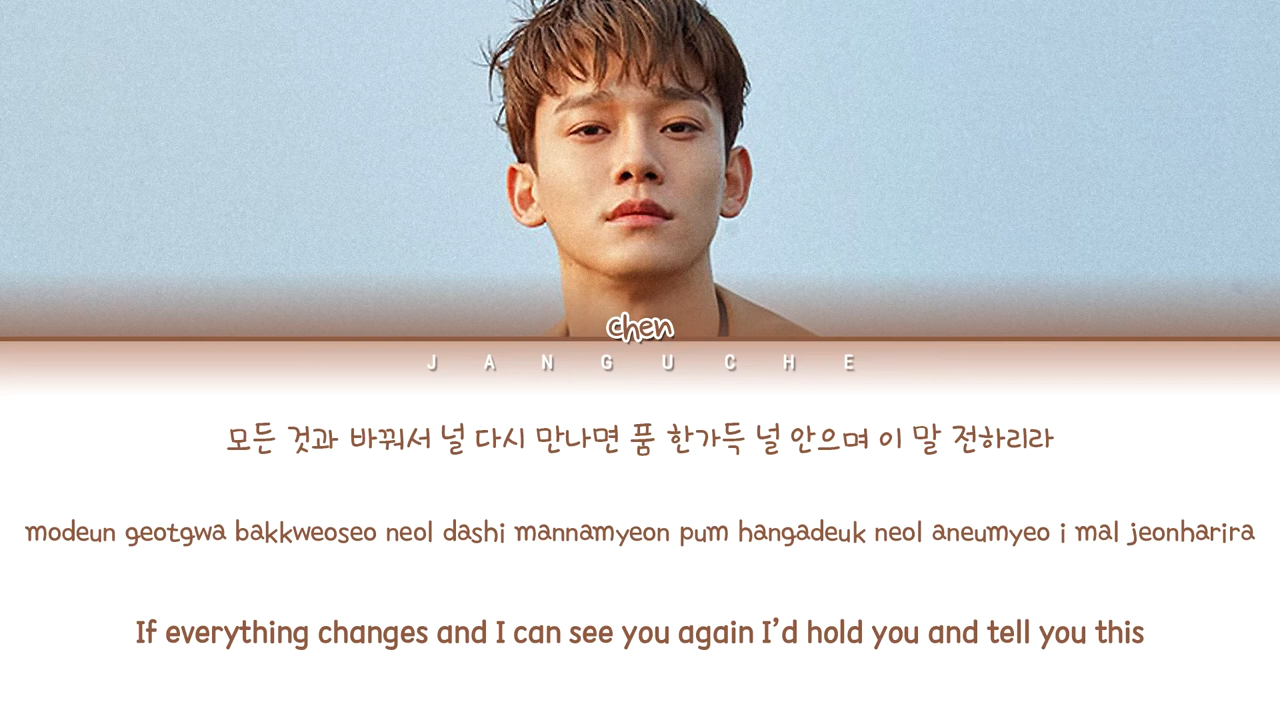 chen
JANGUCHE
모든 것과 바꿔서 널 다시 만나면 품 한가득 널 안으며 이 말 전하리라
modeun geotgwa bakkweoseo neol dashi mannamyeon pum hangadeuk neol aneumyeo i mal jeonharira
If everything changes and I can see you again I’d hold you and tell you this